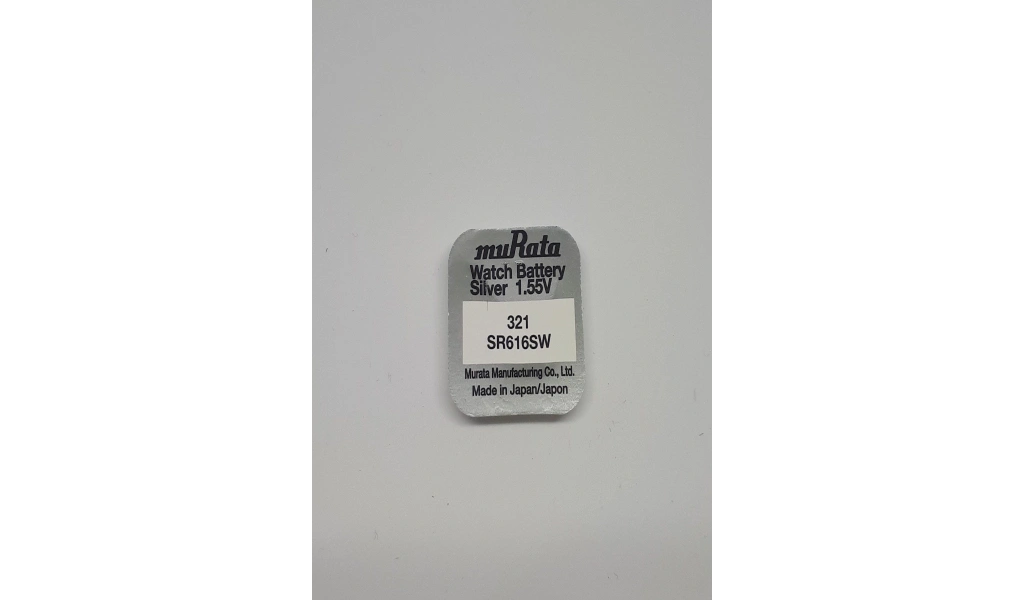 muRata
Watch Battery
Silver 1.55V
321
SR616SW
Murata Manufacturing Co., Ltd.
Made in Japan/Japon